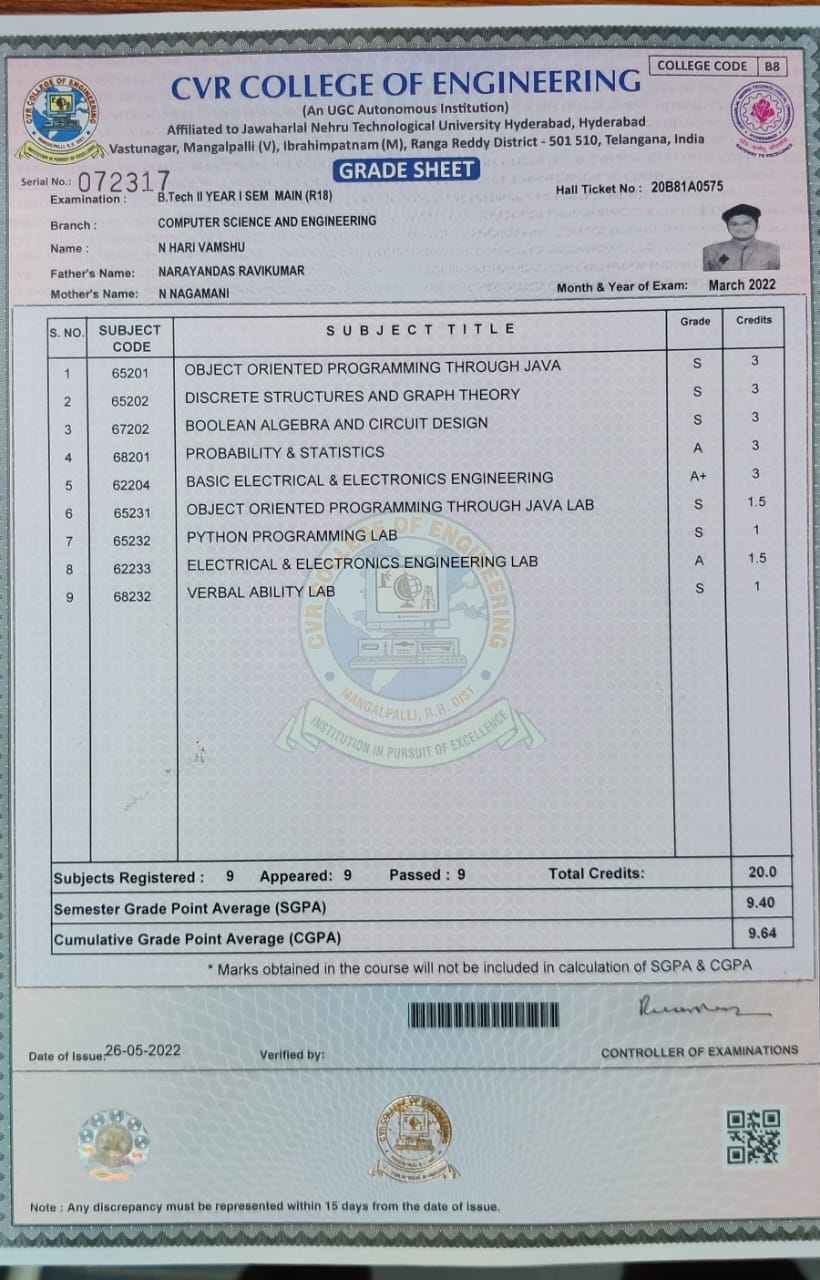 COLLEGE CODE B8
CVR COLLEGE OF ENGINEERING
(An UGC Autonomous Institution)
Affiliated to Jawaharlal Nehru Technological University Hyderabad, Hyderabad
Vastunagar, Mangalpalli (V), Ibrahimpatnam (M), Ranga Reddy District - 501 510, Telangana, India
GRADE SHEET
Serial No.: 072317
Hall Ticket No : 20B81A0575
Examination : B.Tech II YEAR I SEM MAIN (R18)
Branch : COMPUTER SCIENCE AND ENGINEERING
Name : N HARI VAMSHU
Father's Name: NARAYANDAS RAVIKUMAR
Mother's Name: N NAGAMANI
Month & Year of Exam: March 2022
S. NO. SUBJECT CODE SUBJECT TITLE Grade Credits
1 65201 OBJECT ORIENTED PROGRAMMING THROUGH JAVA S 3
2 65202 DISCRETE STRUCTURES AND GRAPH THEORY S 3
3 67202 BOOLEAN ALGEBRA AND CIRCUIT DESIGN S 3
4 68201 PROBABILITY & STATISTICS A 3
5 62204 BASIC ELECTRICAL & ELECTRONICS ENGINEERING A+ 3
6 65231 OBJECT ORIENTED PROGRAMMING THROUGH JAVA LAB S 1.5
7 65232 PYTHON PROGRAMMING LAB S 1
8 62233 ELECTRICAL & ELECTRONICS ENGINEERING LAB A 1.5
9 68232 VERBAL ABILITY LAB S 1
CVR COLLEGE OF ENGINEERING
MANGALPALLI, R.R. DIST.
INSTITUTION IN PURSUIT OF EXCELLENCE
Subjects Registered : 9 Appeared: 9 Passed : 9 Total Credits: 20.0
Semester Grade Point Average (SGPA) 9.40
Cumulative Grade Point Average (CGPA) 9.64
* Marks obtained in the course will not be included in calculation of SGPA & CGPA
Date of Issue: 26-05-2022
Verified by:
CONTROLLER OF EXAMINATIONS
Note : Any discrepancy must be represented within 15 days from the date of issue.